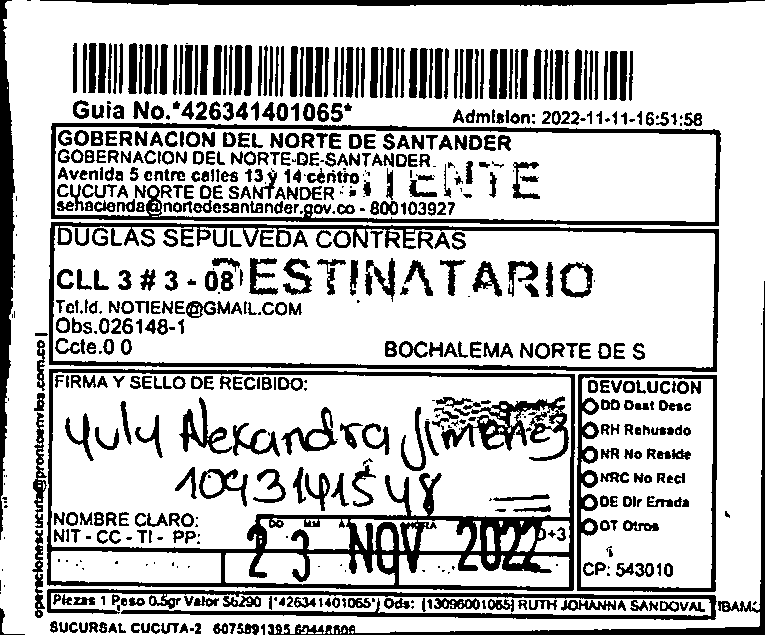 Guia No.*426341401065*
Admision: 2022-11-11-16:51:58
GOBERNACION DEL NORTE DE SANTANDER
GOBERNACION DEL NORTE-DE-SANTANDER
Avenida 5 entre calles 13 y 14 centro
CUCUTA NORTE DE SANTANDER
sehacienda@nortedesantander.gov.co - 800103927
DUGLAS SEPULVEDA CONTRERAS
CLL 3 # 3 - 08
DESTINATARIO
Tel.Id. NOTIENE@GMAIL.COM
Obs.026148-1
Ccte.0 0
BOCHALEMA NORTE DE S
operacionescucuta@prontoenvios.com.co |
FIRMA Y SELLO DE RECIBIDO:
Yuly Alexandra Jimenez
1093141548
NOMBRE CLARO:
NIT - CC - TI - PP:
DD MM HORA
23 NOV 2022
D+3
DEVOLUCION
DD Dest Desc
RH Rehusado
NR No Reside
NRC No Recl
DE Dir Errada
OT Otros
CP: 543010
Piezas 1 Peso 0.5gr Valor $6290 (*426341401065*) Ods: [13096001065] RUTH JOHANNA SANDOVAL
SUCURSAL CUCUTA-2 6075891395